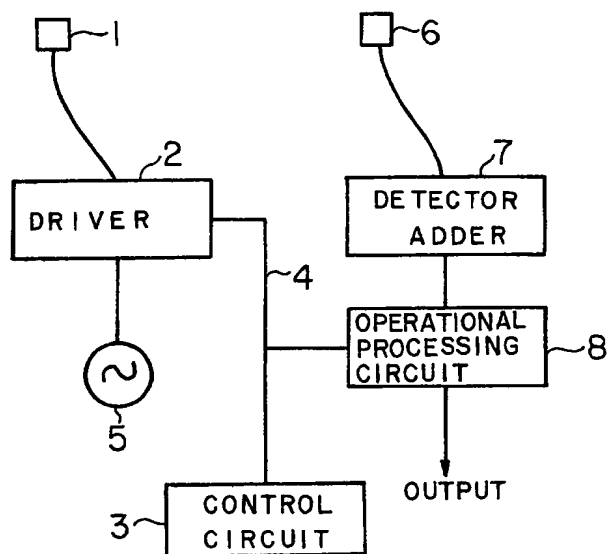 1
6
2
7
DRIVER
DETECTOR
ADDER
4
OPERATIONAL
PROCESSING
CIRCUIT
8
5
OUTPUT
3
CONTROL
CIRCUIT